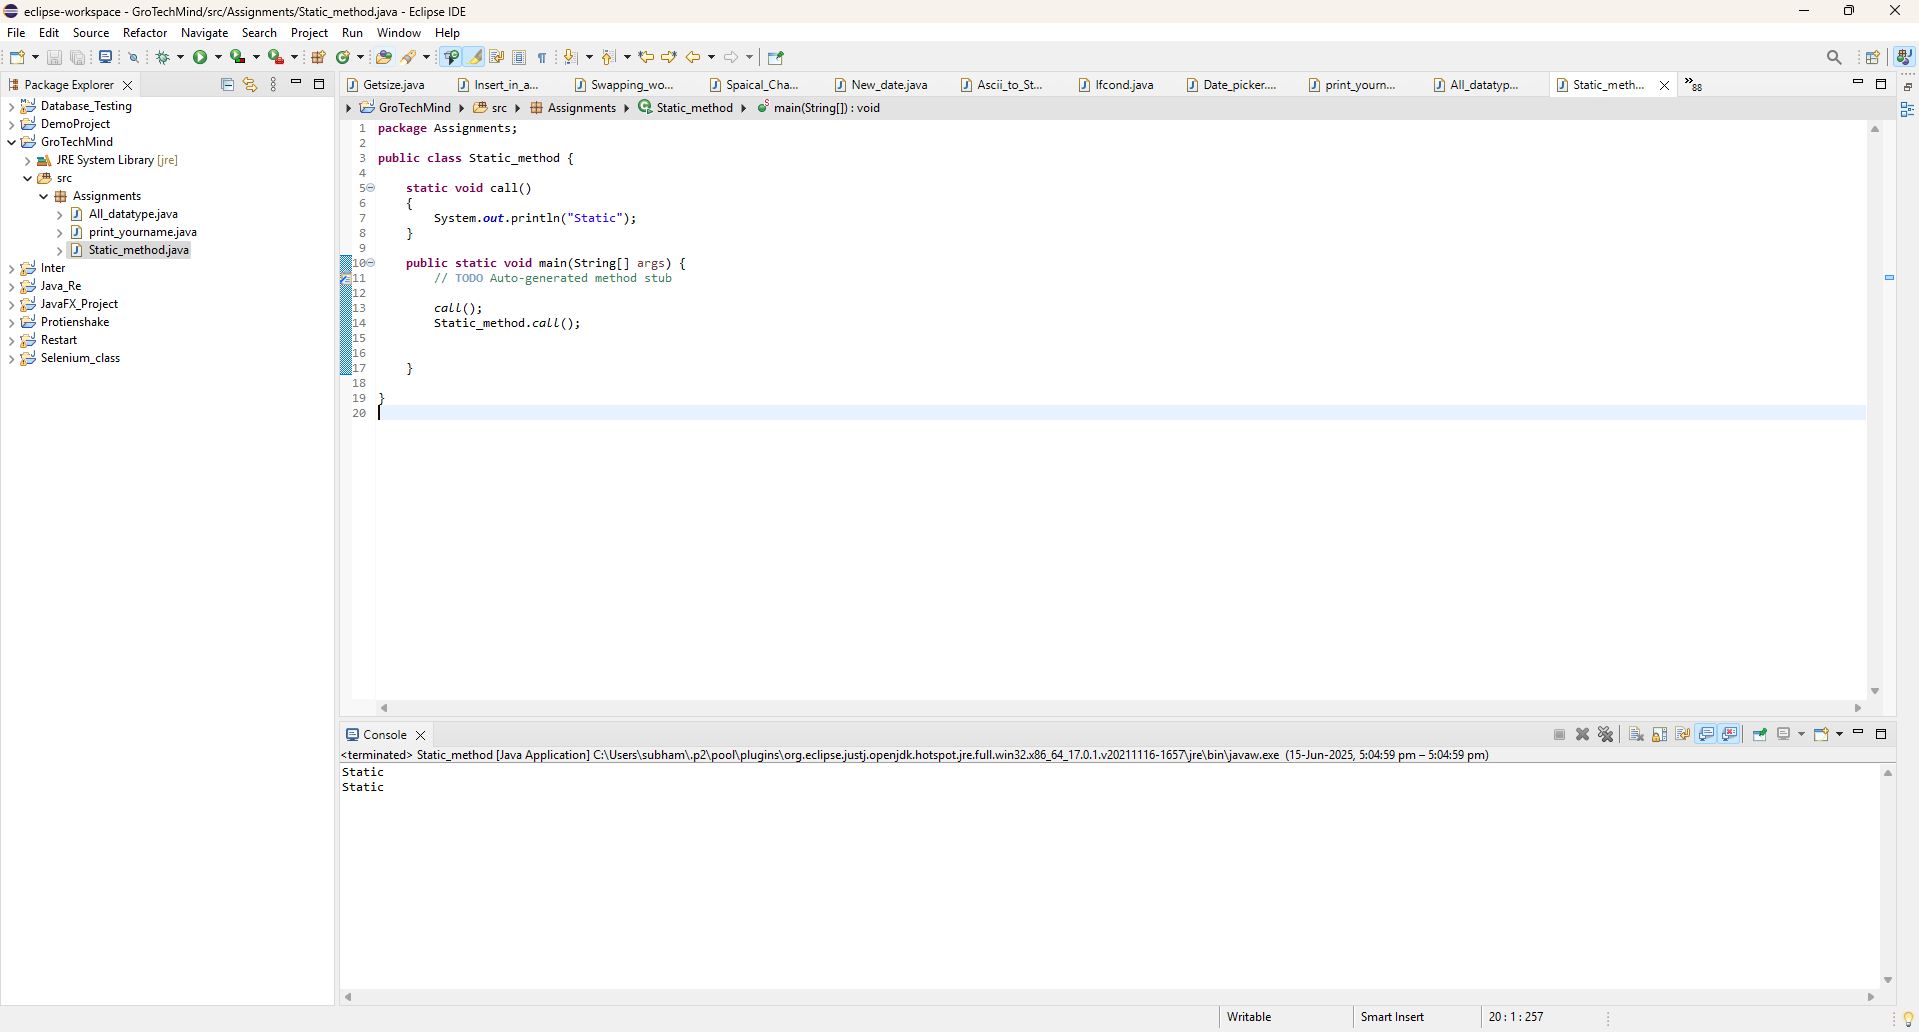 eclipse-workspace - GroTechMind/src/Assignments/Static_method.java - Eclipse IDE
File Edit Source Refactor Navigate Search Project Run Window Help
Package Explorer
Database_Testing
DemoProject
GroTechMind
JRE System Library [jre]
src
Assignments
All_datatype.java
print_yourname.java
Static_method.java
Inter
Java_Re
JavaFX_Project
Protienshake
Restart
Selenium_class
Getsize.java Insert_in_a... Swapping_wo... Spaical_Cha... New_date.java Ascii_to_St... Ifcond.java Date_picker.... print_yourn... All_datatyp... Static_meth... »88
GroTechMind src Assignments Static_method main(String[]) : void
1 package Assignments;
2
3 public class Static_method {
4
5 static void call()
6 {
7 System.out.println("Static");
8 }
9
10 public static void main(String[] args) {
11 // TODO Auto-generated method stub
12
13 call();
14 Static_method.call();
15
16
17 }
18
19 }
20
Console
<terminated> Static_method [Java Application] C:\Users\subham\.p2\pool\plugins\org.eclipse.justj.openjdk.hotspot.jre.full.win32.x86_64_17.0.1.v20211116-1657\jre\bin\javaw.exe (15-Jun-2025, 5:04:59 pm – 5:04:59 pm)
Static
Static
Writable Smart Insert 20 : 1 : 257